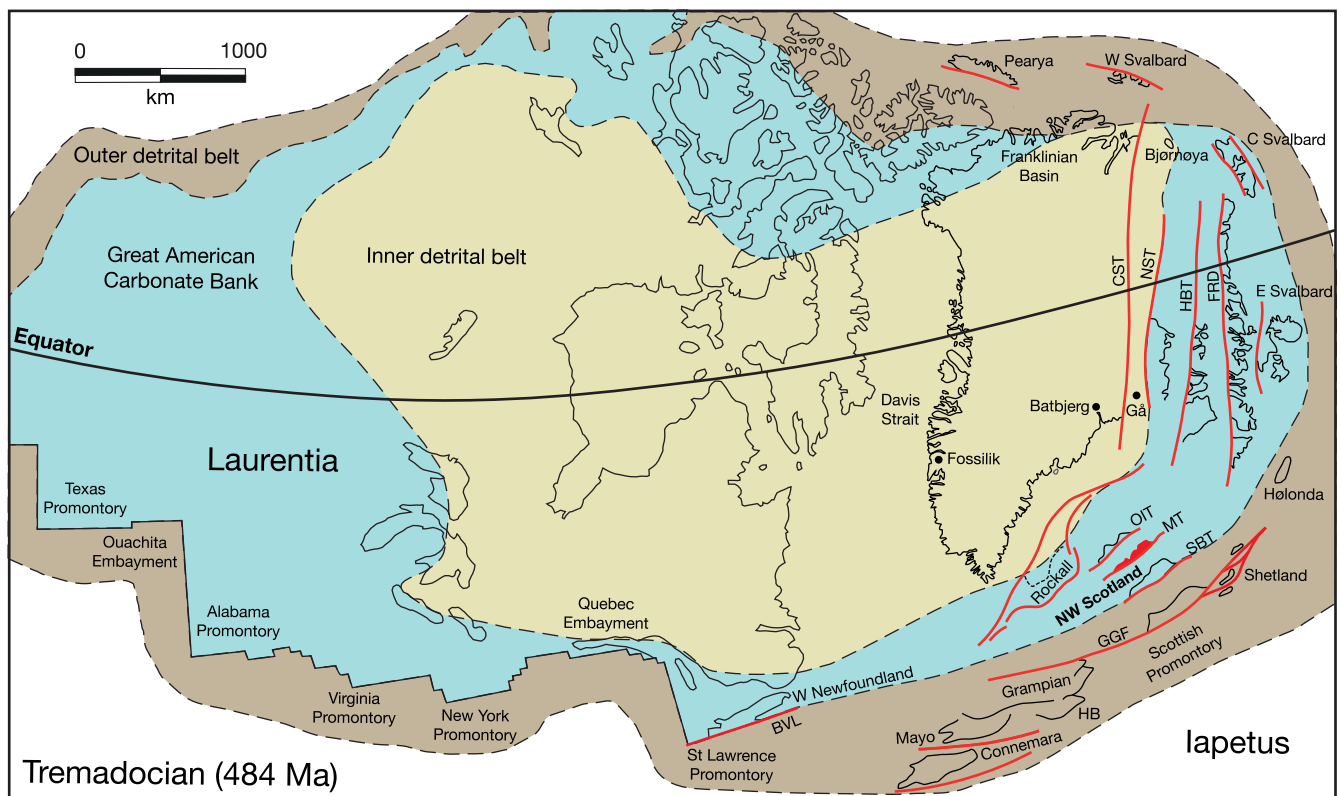 0 1000
km
Pearya
W Svalbard
Outer detrital belt
C Svalbard
Franklinian
Basin
Bjørnøya
Great American
Carbonate Bank
Inner detrital belt
CST
NST
HBT
FRD
E Svalbard
Equator
Davis
Strait
Batbjerg
Gå
Laurentia
Fossilik
Texas
Promontory
Hølonda
OIT
MT
SBT
Ouachita
Embayment
Rockall
NW Scotland
Shetland
Alabama
Promontory
Quebec
Embayment
GGF
Scottish
Promontory
W Newfoundland
Grampian
Virginia
Promontory
New York
Promontory
BVL
HB
Mayo
Connemara
St Lawrence
Promontory
Iapetus
Tremadocian (484 Ma)